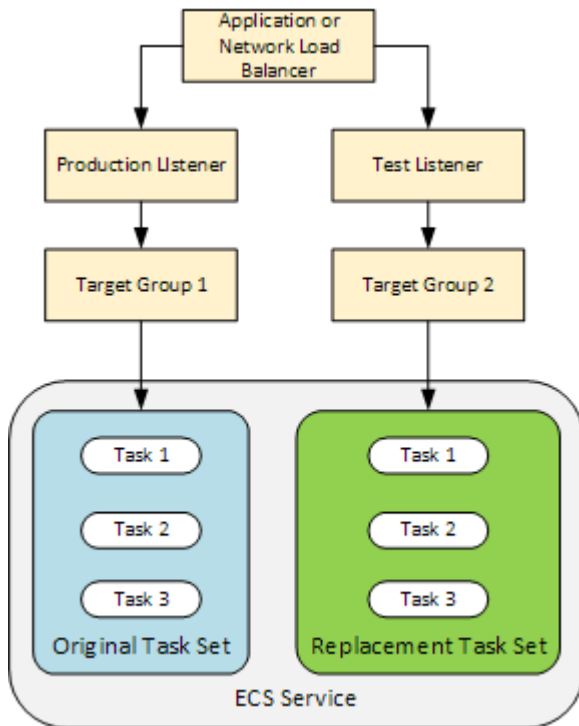 Application or
Network Load
Balancer
Production LIstener
Test Listener
Target Group 1
Target Group 2
Task 1
Task 2
Task 3
Original Task Set
Task 1
Task 2
Task 3
Replacement Task Set
ECS Service